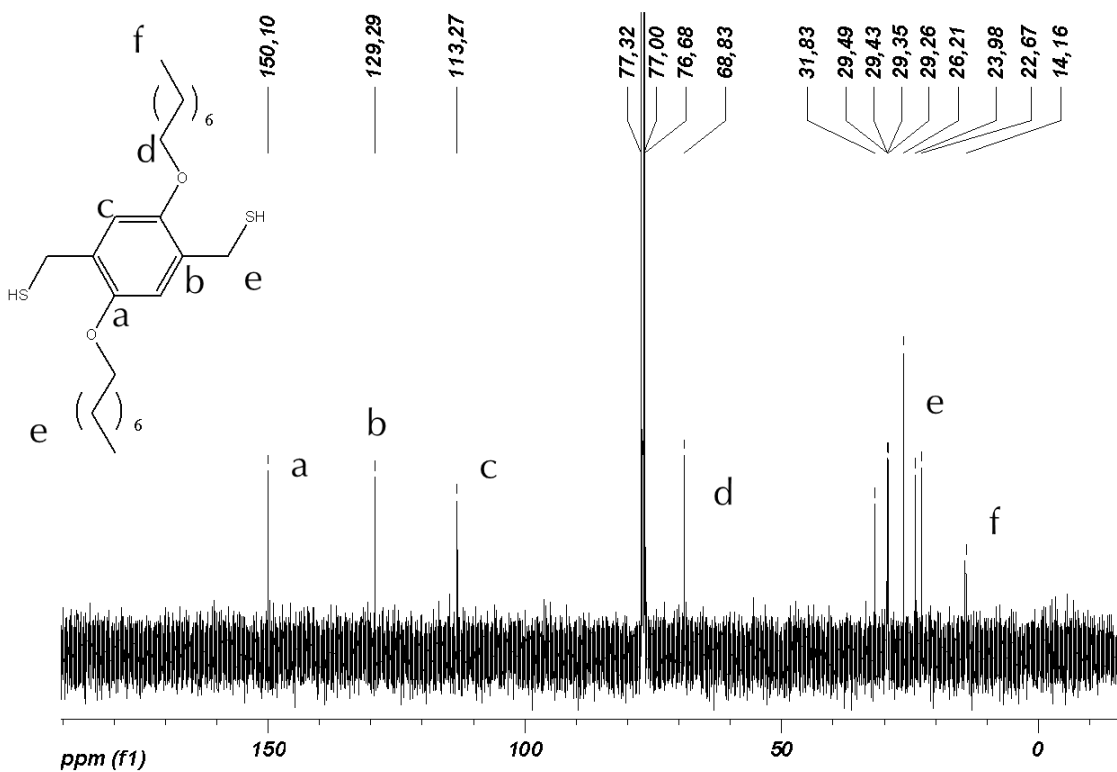 f
150,10
129,29
113,27
77,32
77,00
76,68
68,83
31,83
29,49
29,43
29,35
29,26
26,21
23,98
22,67
14,16
6
d
O
c
SH
b
e
HS
a
O
6
e
a
b
c
d
e
f
ppm (f1)
150
100
50
0